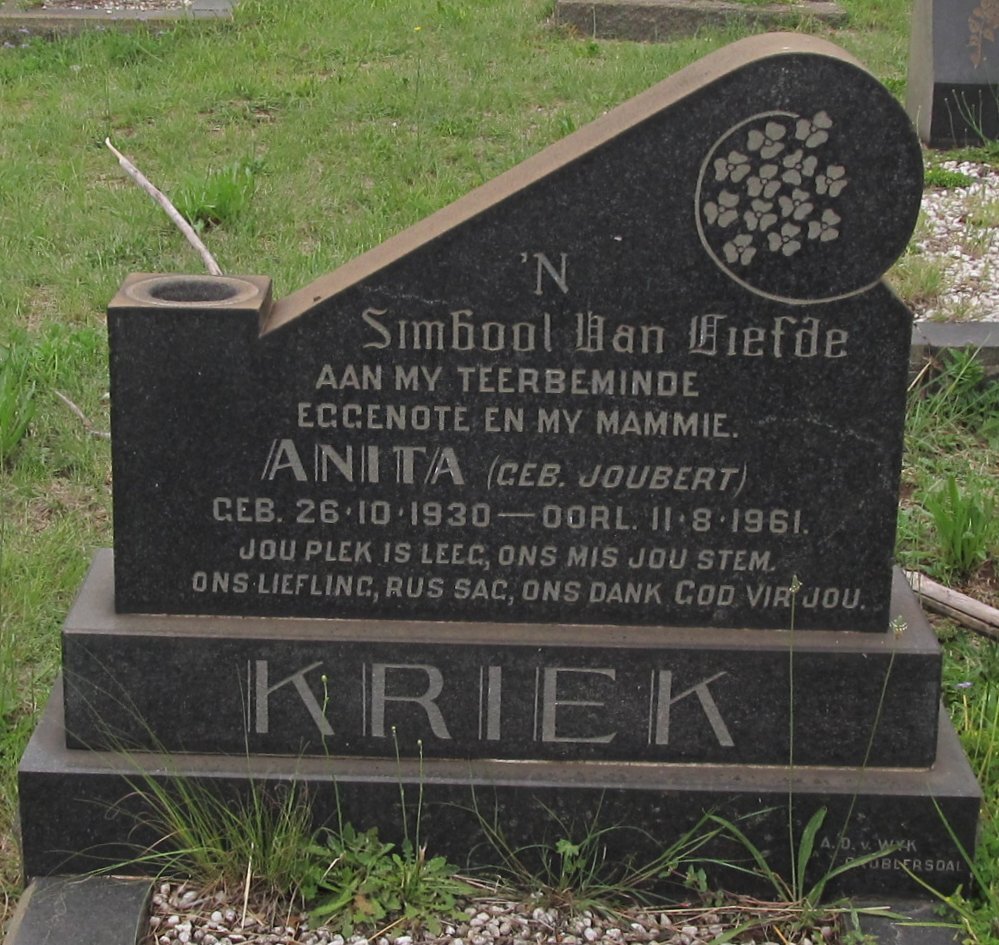 'N
Simbool Van Liefde
AAN MY TEERBEMINDE
EGGENOTE EN MY MAMMIE.
ANITA (GEB. JOUBERT)
GEB. 26·10·1930 — OORL. 11·8·1961.
JOU PLEK IS LEEG, ONS MIS JOU STEM.
ONS LIEFLING, RUS SAG, ONS DANK GOD VIR JOU.
KRIEK
A. D. v. WYK
GROBLERSDAL